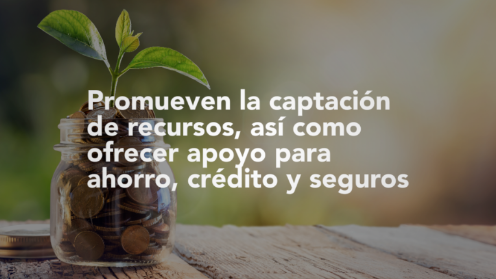 Promueven la captación
de recursos, así como
ofrecer apoyo para
ahorro, crédito y seguros